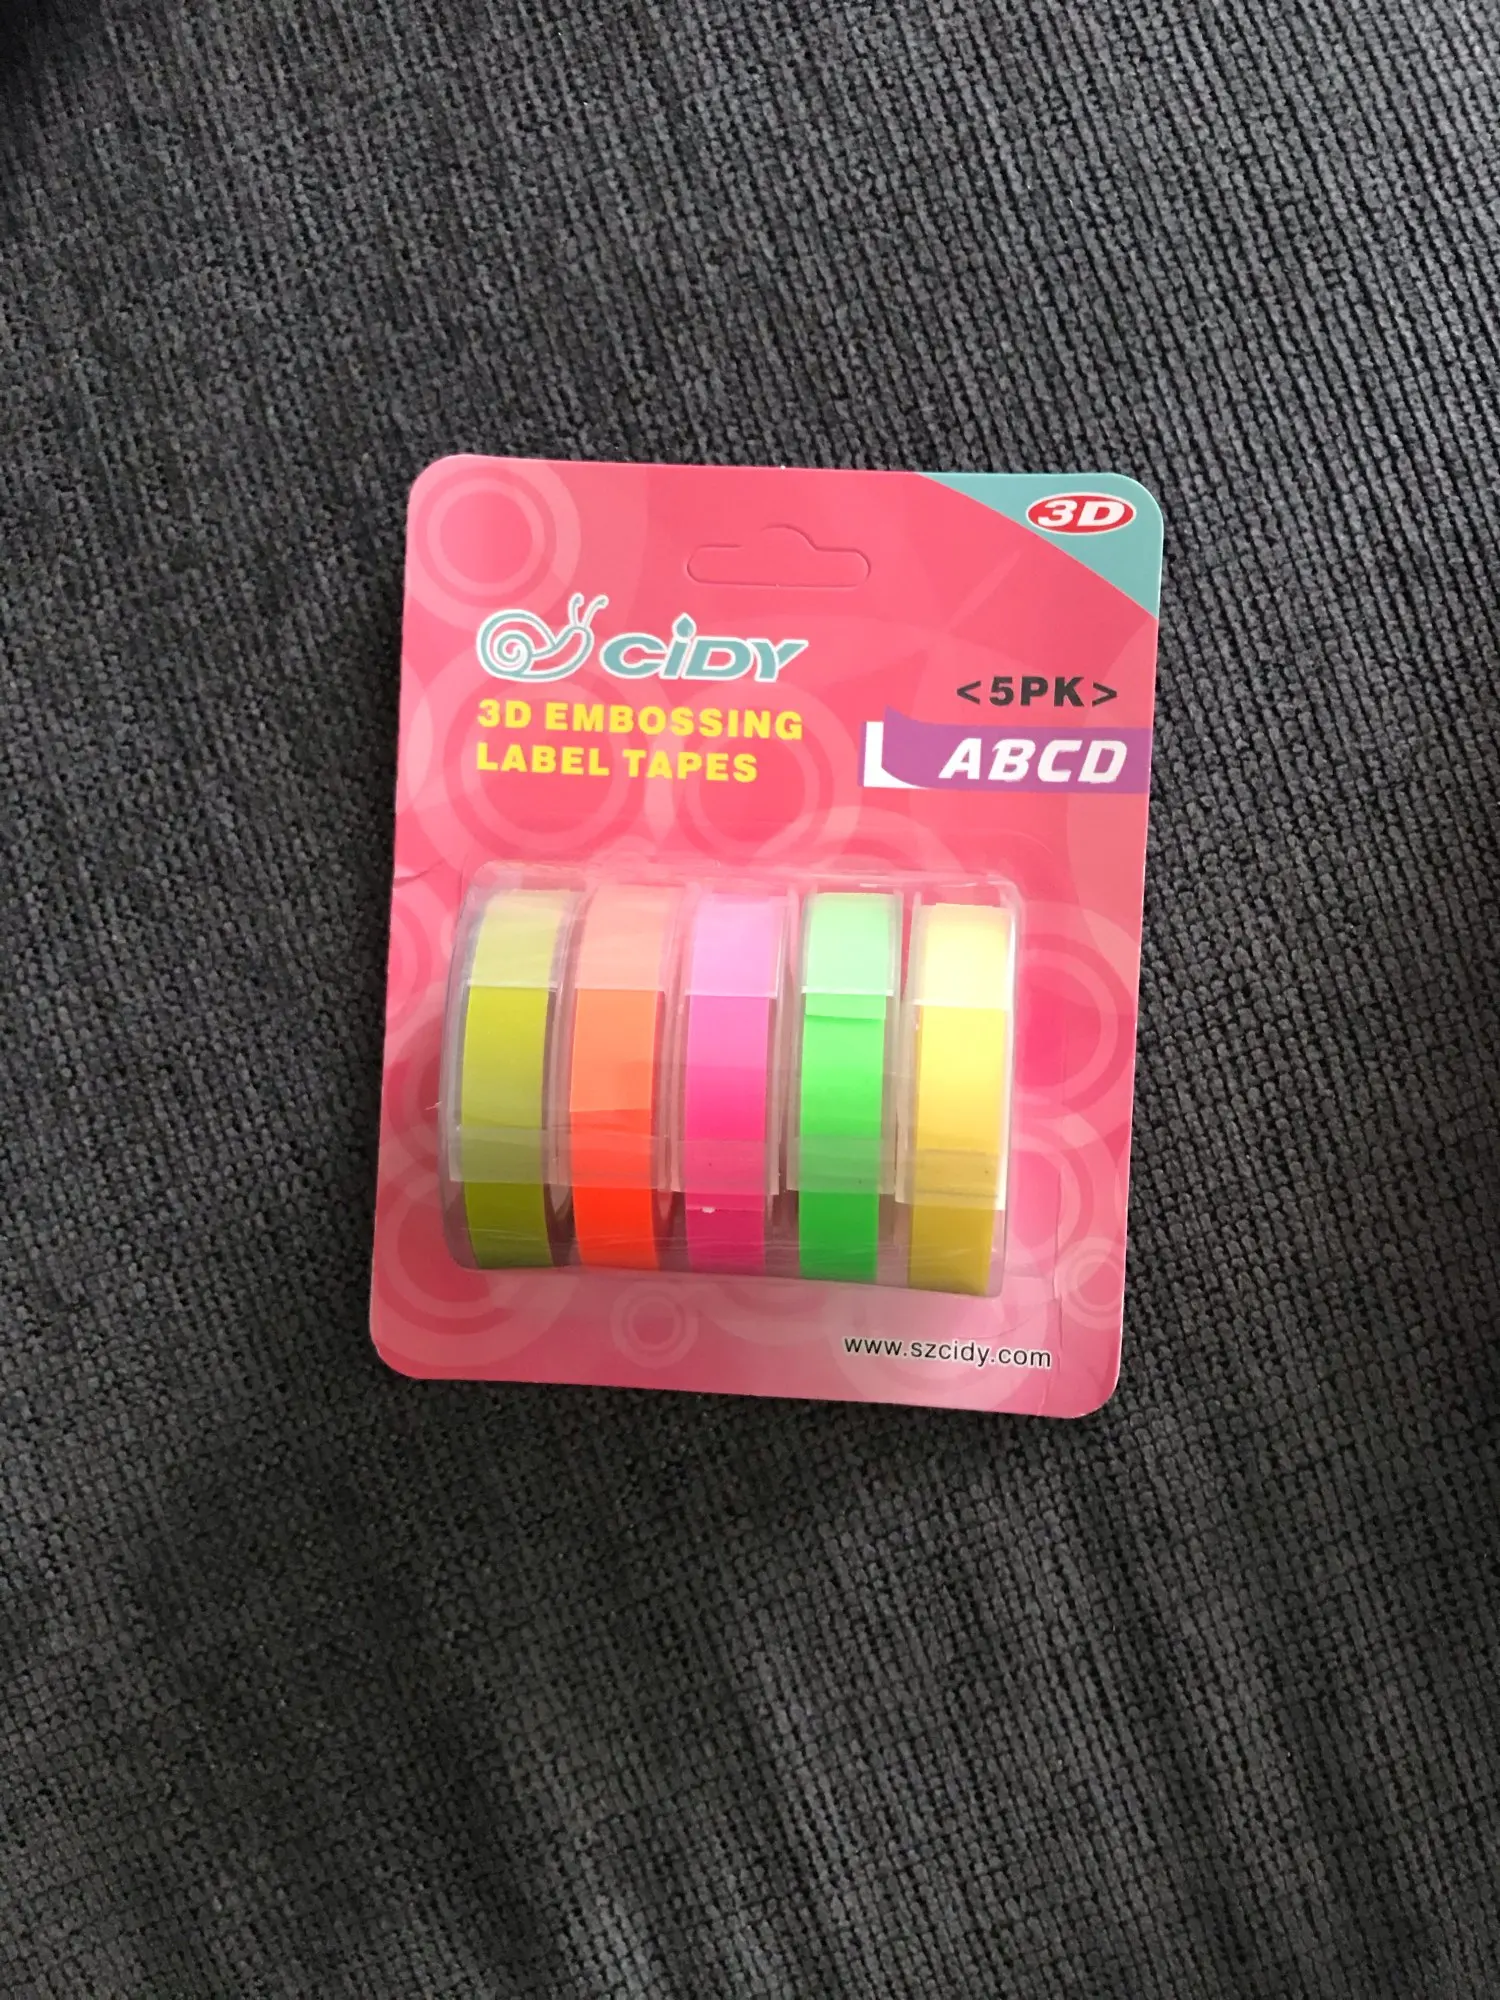 3D
CiDY
3D EMBOSSING
LABEL TAPES
<5PK>
ABCD
www.szcidy.com